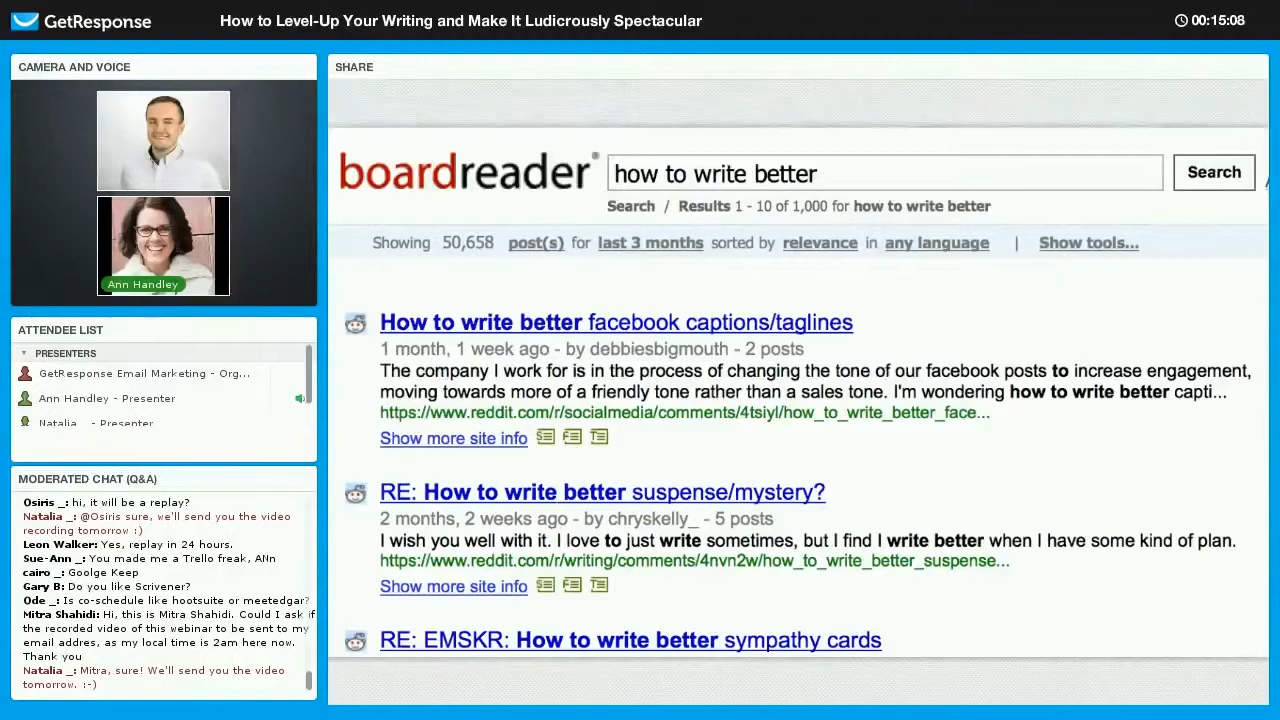 GetResponse
How to Level-Up Your Writing and Make It Ludicrously Spectacular
00:15:08
CAMERA AND VOICE
Ann Handley
ATTENDEE LIST
PRESENTERS
GetResponse Email Marketing - Org...
Ann Handley - Presenter
Natalia _ - Presenter
MODERATED CHAT (Q&A)
Osiris _: hi, it will be a replay?
Natalia _: @Osiris sure, we'll send you the video
recording tomorrow :)
Leon Walker: Yes, replay in 24 hours.
Sue-Ann _: You made me a Trello freak, ANn
cairo _: Goolge Keep
Gary B: Do you like Scrivener?
Ode _: Is co-schedule like hootsuite or meetedgar?
Mitra Shahidi: Hi, this is Mitra Shahidi. Could I ask if
the recorded video of this webinar to be sent to my
email addres, as my local time is 2am here now.
Thank you
Natalia _: Mitra, sure! We'll send you the video
tomorrow. :-)
SHARE
boardreader®
how to write better
Search
Search / Results 1 - 10 of 1,000 for how to write better
Showing 50,658 post(s) for last 3 months sorted by relevance in any language | Show tools...
How to write better facebook captions/taglines
1 month, 1 week ago - by debbiesbigmouth - 2 posts
The company I work for is in the process of changing the tone of our facebook posts to increase engagement,
moving towards more of a friendly tone rather than a sales tone. I'm wondering how to write better capti...
https://www.reddit.com/r/socialmedia/comments/4tsiyl/how_to_write_better_face...
Show more site info
RE: How to write better suspense/mystery?
2 months, 2 weeks ago - by chryskelly_ - 5 posts
I wish you well with it. I love to just write sometimes, but I find I write better when I have some kind of plan.
https://www.reddit.com/r/writing/comments/4nvn2w/how_to_write_better_suspense...
Show more site info
RE: EMSKR: How to write better sympathy cards